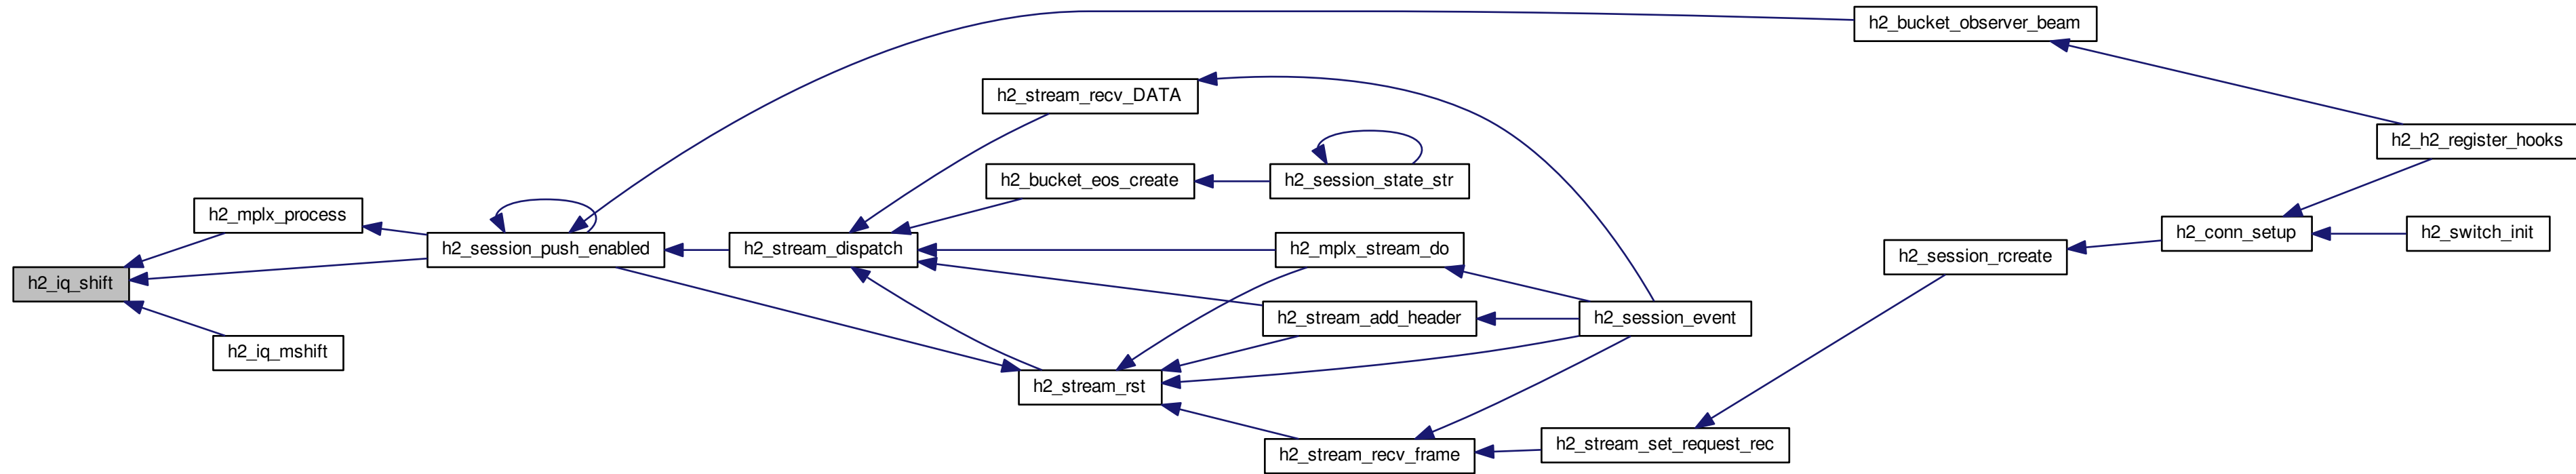 h2_bucket_observer_beam
h2_stream_recv_DATA
h2_h2_register_hooks
h2_bucket_eos_create
h2_session_state_str
h2_mplx_process
h2_session_push_enabled
h2_stream_dispatch
h2_mplx_stream_do
h2_conn_setup
h2_switch_init
h2_session_rcreate
h2_iq_shift
h2_stream_add_header
h2_session_event
h2_iq_mshift
h2_stream_rst
h2_stream_set_request_rec
h2_stream_recv_frame